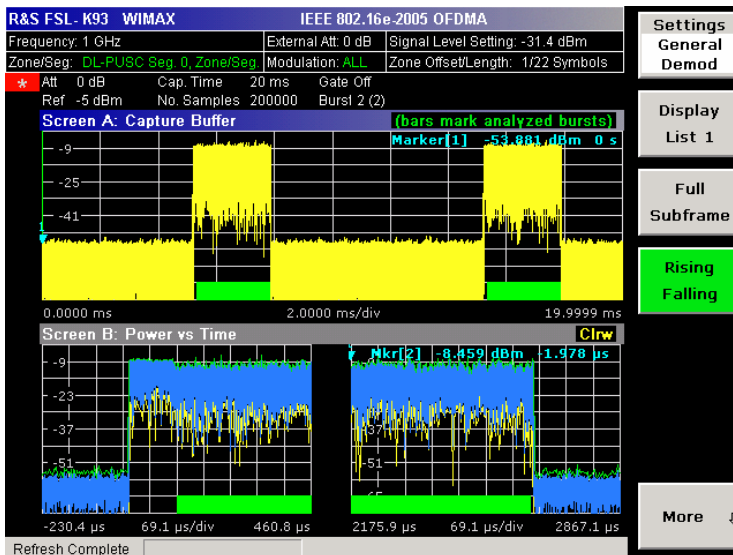 R&S FSL- K93 WIMAX IEEE 802.16e-2005 OFDMA
Frequency: 1 GHz External Att: 0 dB Signal Level Setting: -31.4 dBm
Zone/Seg: DL-PUSC Seg. 0, Zone/Seg. Modulation: ALL Zone Offset/Length: 1/22 Symbols
* Att 0 dB Cap. Time 20 ms Gate Off
Ref -5 dBm No. Samples 200000 Burst 2 (2)
Screen A: Capture Buffer (bars mark analyzed bursts)
Marker[1] -53.881 dBm 0 s
-9
-25
-41
1
0.0000 ms 2.0000 ms/div 19.9999 ms
Screen B: Power vs Time Clrw
Mkr[2] -8.459 dBm -1.978 µs
-9
-23
-37 -37
-51 -51
-65
-230.4 µs 69.1 µs/div 460.8 µs 2175.9 µs 69.1 µs/div 2867.1 µs
Refresh Complete
Settings
General
Demod
Display
List 1
Full
Subframe
Rising
Falling
More